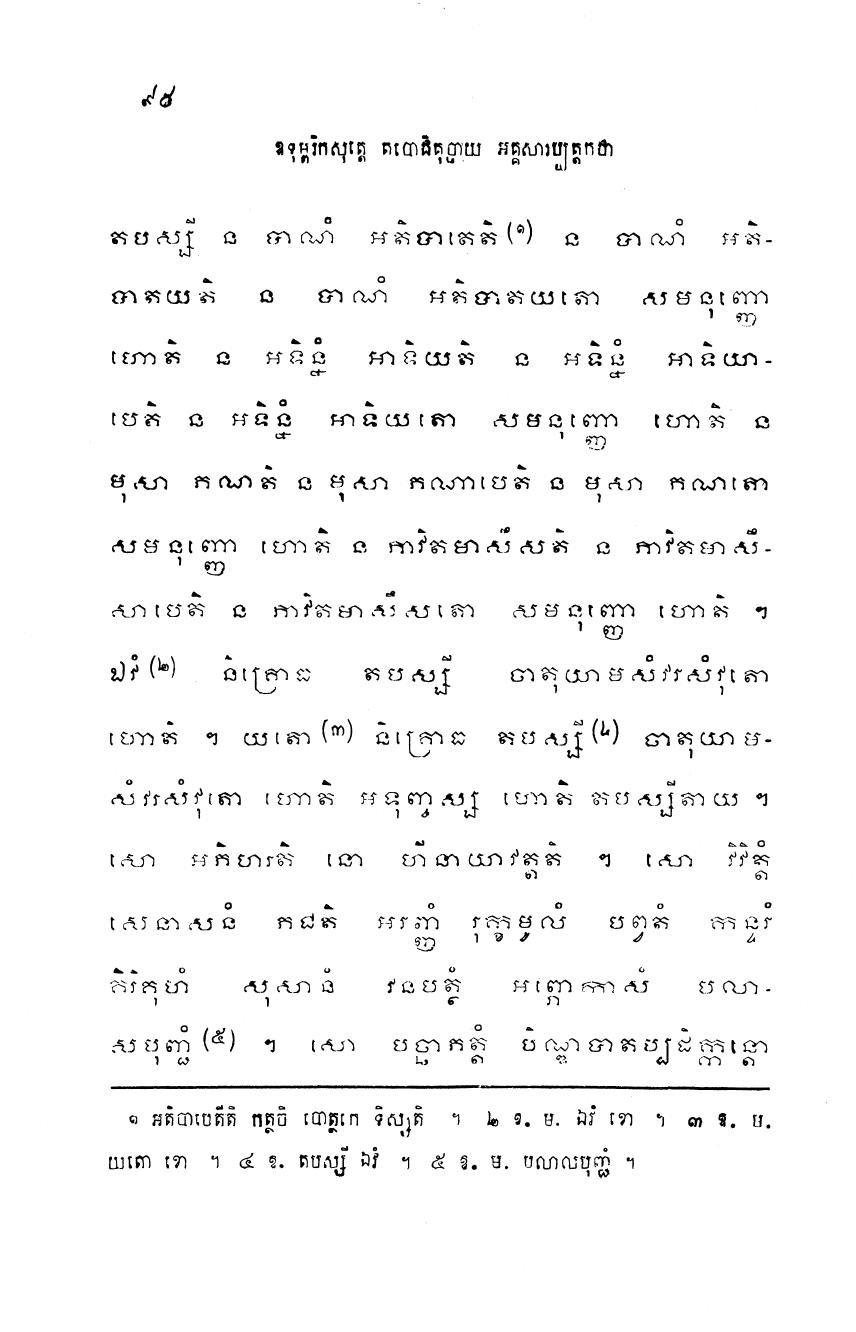 ៩៨
ឧទុម្ពរិកសុត្តេ តបោជិគុច្ឆាយ អគ្គសារប្បត្តកថា
តបស្សី ន បាណំ អតិបាតេតិ (១) ន បាណំ អតិ-
បាតយតិ ន បាណំ អតិបាតយតោ សមនុញ្ញោ
ហោតិ ន អទិន្នំ អាទិយតិ ន អទិន្នំ អាទិយា-
បេតិ ន អទិន្នំ អាទិយតោ សមនុញ្ញោ ហោតិ ន
មុសា ភណតិ ន មុសា ភណាបេតិ ន មុសា ភណតោ
សមនុញ្ញោ ហោតិ ន ភាវិតមាសឹសតិ ន ភាវិតមាសឹ-
សាបេតិ ន ភាវិតមាសឹសតោ សមនុញ្ញោ ហោតិ ។
ឯវំ (២) និគ្រោធ តបស្សី ចាតុយាមសំវរសំវុតោ
ហោតិ ។ យតោ (៣) និគ្រោធ តបស្សី (៤) ចាតុយាម-
សំវរសំវុតោ ហោតិ អទុញ្ចស្ស ហោតិ តបស្សីតាយ ។
សោ អភិហរតិ នោ ហីនាយាវត្តតិ ។ សោ វិវិត្តំ
សេនាសនំ ភជតិ អរញ្ញំ រុក្ខមូលំ បព្វតំ កន្ទរំ
គិរិគុហំ សុសានំ វនបត្ថំ អព្ភោកាសំ បលា-
សបុញ្ជំ (៥) ។ សោ បច្ឆាភត្តំ បិណ្ឌបាតប្បដិក្កន្តោ
១ អតិបាបេតីតិ កត្ថចិ បោត្ថកេ ទិស្សតិ ។ ២ ឱ. ម. ឯវំ ខោ ។ ៣ ឱ. ម.
យតោ ខោ ។ ៤ ឱ. តបស្សី ឯវំ ។ ៥ ឱ. ម. បលាលបុញ្ជំ ។